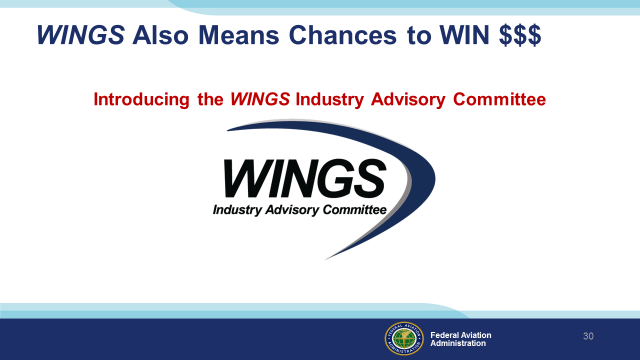 WINGS Also Means Chances to WIN $$$
Introducing the WINGS Industry Advisory Committee
WINGS
Industry Advisory Committee
Federal Aviation
Administration
30